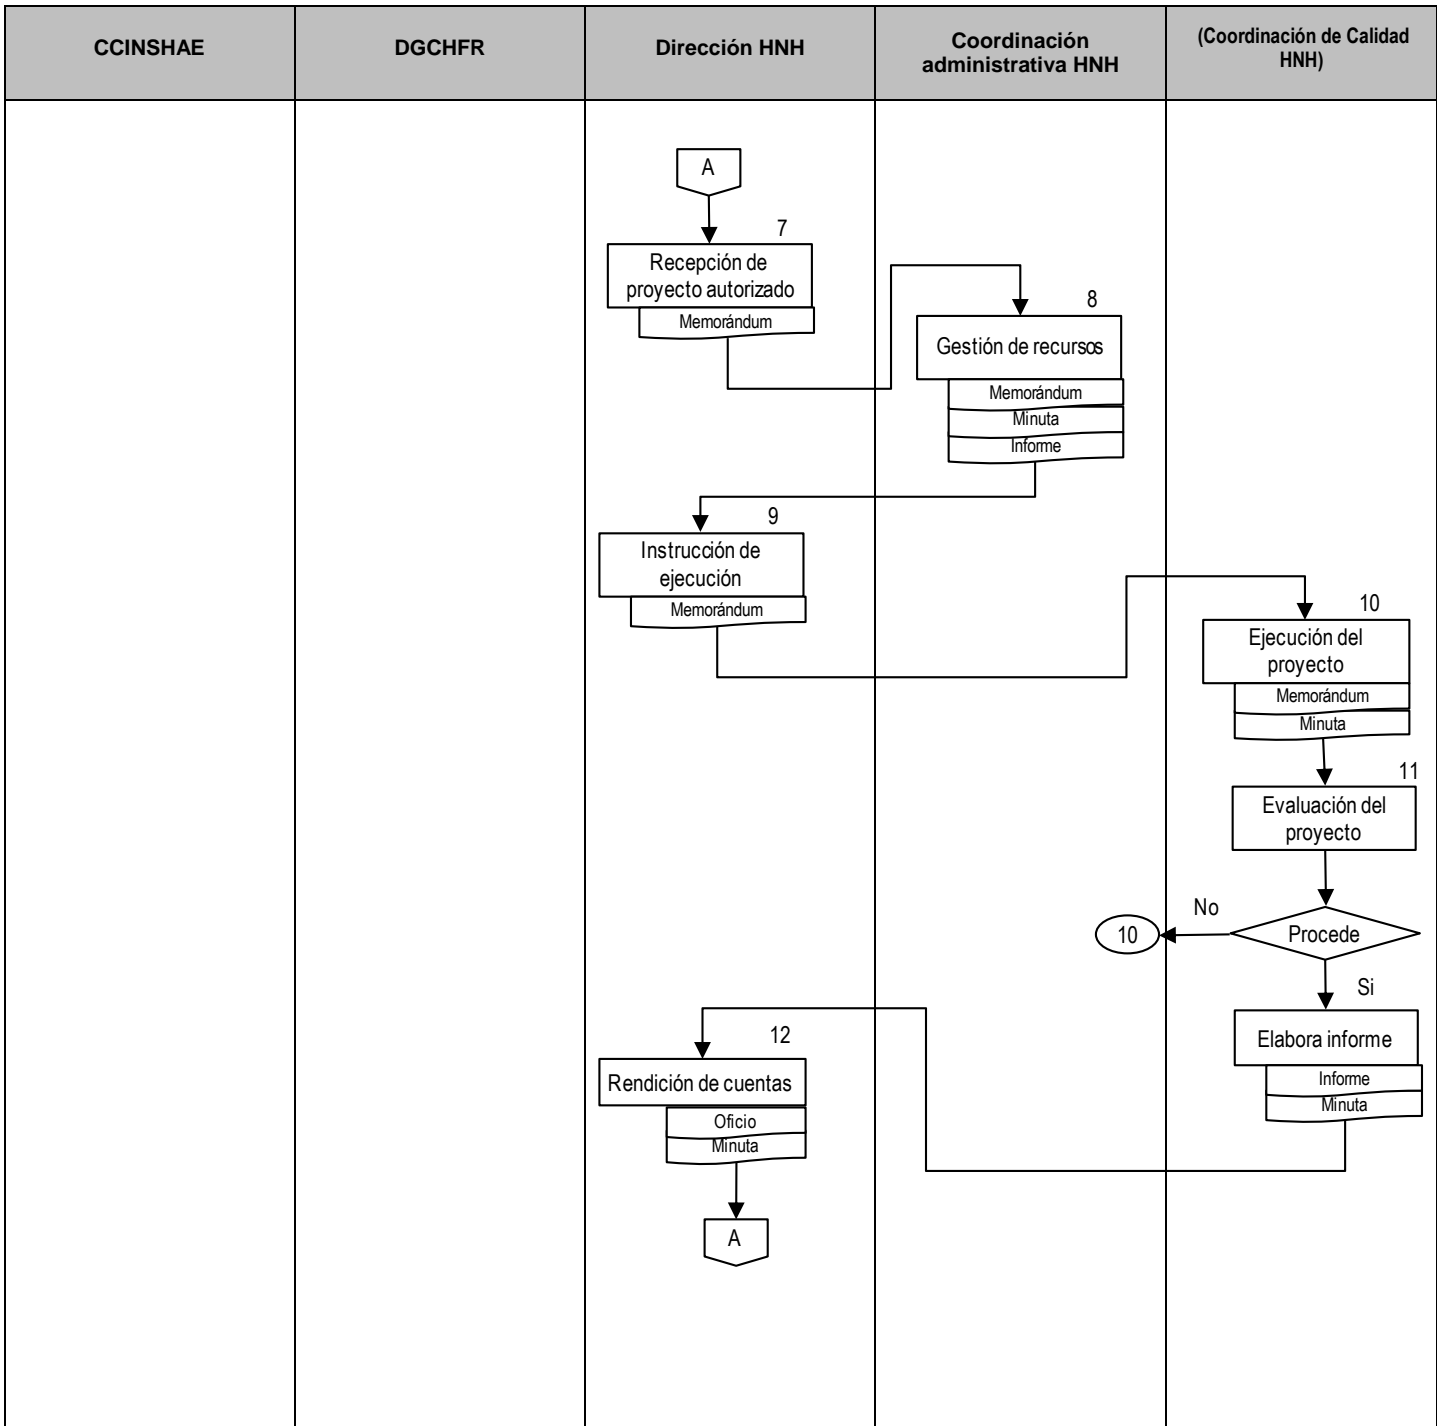 CCINSHAE
DGCHFR
Dirección HNH
Coordinación
administrativa HNH
(Coordinación de Calidad
HNH)
A
7
Recepción de
proyecto autorizado
Memorándum
8
Gestión de recursos
Memorándum
Minuta
Informe
9
Instrucción de
ejecución
Memorándum
10
Ejecución del
proyecto
Memorándum
Minuta
11
Evaluación del
proyecto
No
10
Procede
Si
Elabora informe
Informe
Minuta
12
Rendición de cuentas
Oficio
Minuta
A